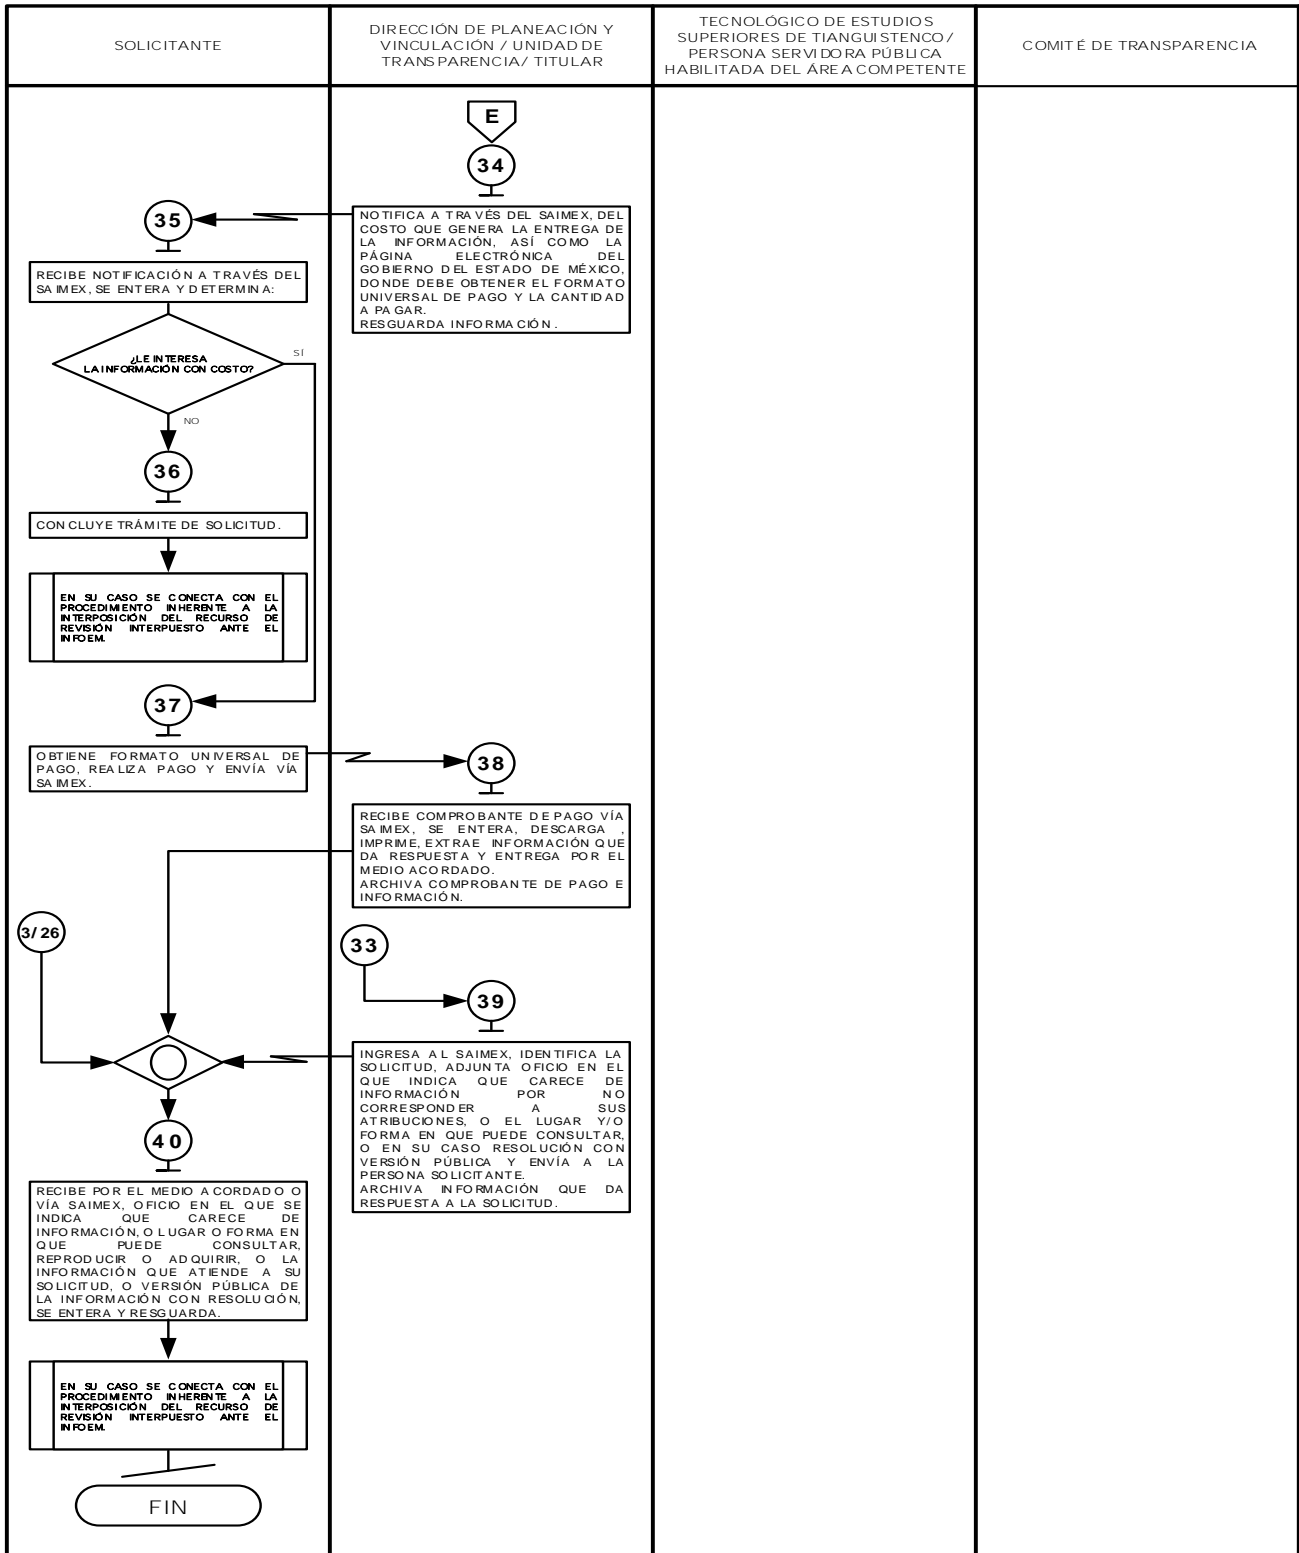 SOLICITANTE
DIRECCIÓN DE PLANEACIÓN Y
VINCULACIÓN / UNIDAD DE
TRANSPARENCIA/ TITULAR
TECNOLÓGICO DE ESTUDIOS
SUPERIORES DE TIANGUISTENCO/
PERSONA SERVIDORA PÚBLICA
HABILITADA DEL ÁREA COMPETENTE
COMITÉ DE TRANSPARENCIA
E
34
NOTIFICA A TRAVÉS DEL SAIMEX, DEL
COSTO QUE GENERA LA ENTREGA DE
LA INFORMACIÓN, ASÍ COMO LA
PÁGINA ELECTRÓNICA DEL
GOBIERNO DEL ESTADO DE MÉXICO,
DONDE DEBE OBTENER EL FORMATO
UNIVERSAL DE PAGO Y LA CANTIDAD
A PAGAR.
RESGUARDA INFORMACIÓN.
35
RECIBE NOTIFICACIÓN A TRAVÉS DEL
SAIMEX, SE ENTERA Y DETERMINA:
¿LE INTERESA
LA INFORMACIÓN CON COSTO?
SÍ
NO
36
CONCLUYE TRÁMITE DE SOLICITUD.
EN SU CASO SE CONECTA CON EL
PROCEDIMIENTO INHERENTE A LA
INTERPOSICIÓN DEL RECURSO DE
REVISIÓN INTERPUESTO ANTE EL
INFOEM.
37
OBTIENE FORMATO UNIVERSAL DE
PAGO, REALIZA PAGO Y ENVÍA VÍA
SAIMEX.
38
RECIBE COMPROBANTE DE PAGO VÍA
SAIMEX, SE ENTERA, DESCARGA ,
IMPRIME, EXTRAE INFORMACIÓN QUE
DA RESPUESTA Y ENTREGA POR EL
MEDIO ACORDADO.
ARCHIVA COMPROBANTE DE PAGO E
INFORMACIÓN.
3/26
33
39
INGRESA AL SAIMEX, IDENTIFICA LA
SOLICITUD, ADJUNTA OFICIO EN EL
QUE INDICA QUE CARECE DE
INFORMACIÓN POR NO
CORRESPONDER A SUS
ATRIBUCIONES, O EL LUGAR Y/O
FORMA EN QUE PUEDE CONSULTAR,
O EN SU CASO RESOLUCIÓN CON
VERSIÓN PÚBLICA Y ENVÍA A LA
PERSONA SOLICITANTE.
ARCHIVA INFORMACIÓN QUE DA
RESPUESTA A LA SOLICITUD.
40
RECIBE POR EL MEDIO ACORDADO O
VÍA SAIMEX, OFICIO EN EL QUE SE
INDICA QUE CARECE DE
INFORMACIÓN, O LUGAR O FORMA EN
QUE PUEDE CONSULTAR,
REPRODUCIR O ADQUIRIR, O LA
INFORMACIÓN QUE ATIENDE A SU
SOLICITUD, O VERSIÓN PÚBLICA DE
LA INFORMACIÓN CON RESOLUCIÓN,
SE ENTERA Y RESGUARDA.
EN SU CASO SE CONECTA CON EL
PROCEDIMIENTO INHERENTE A LA
INTERPOSICIÓN DEL RECURSO DE
REVISIÓN INTERPUESTO ANTE EL
INFOEM.
FIN